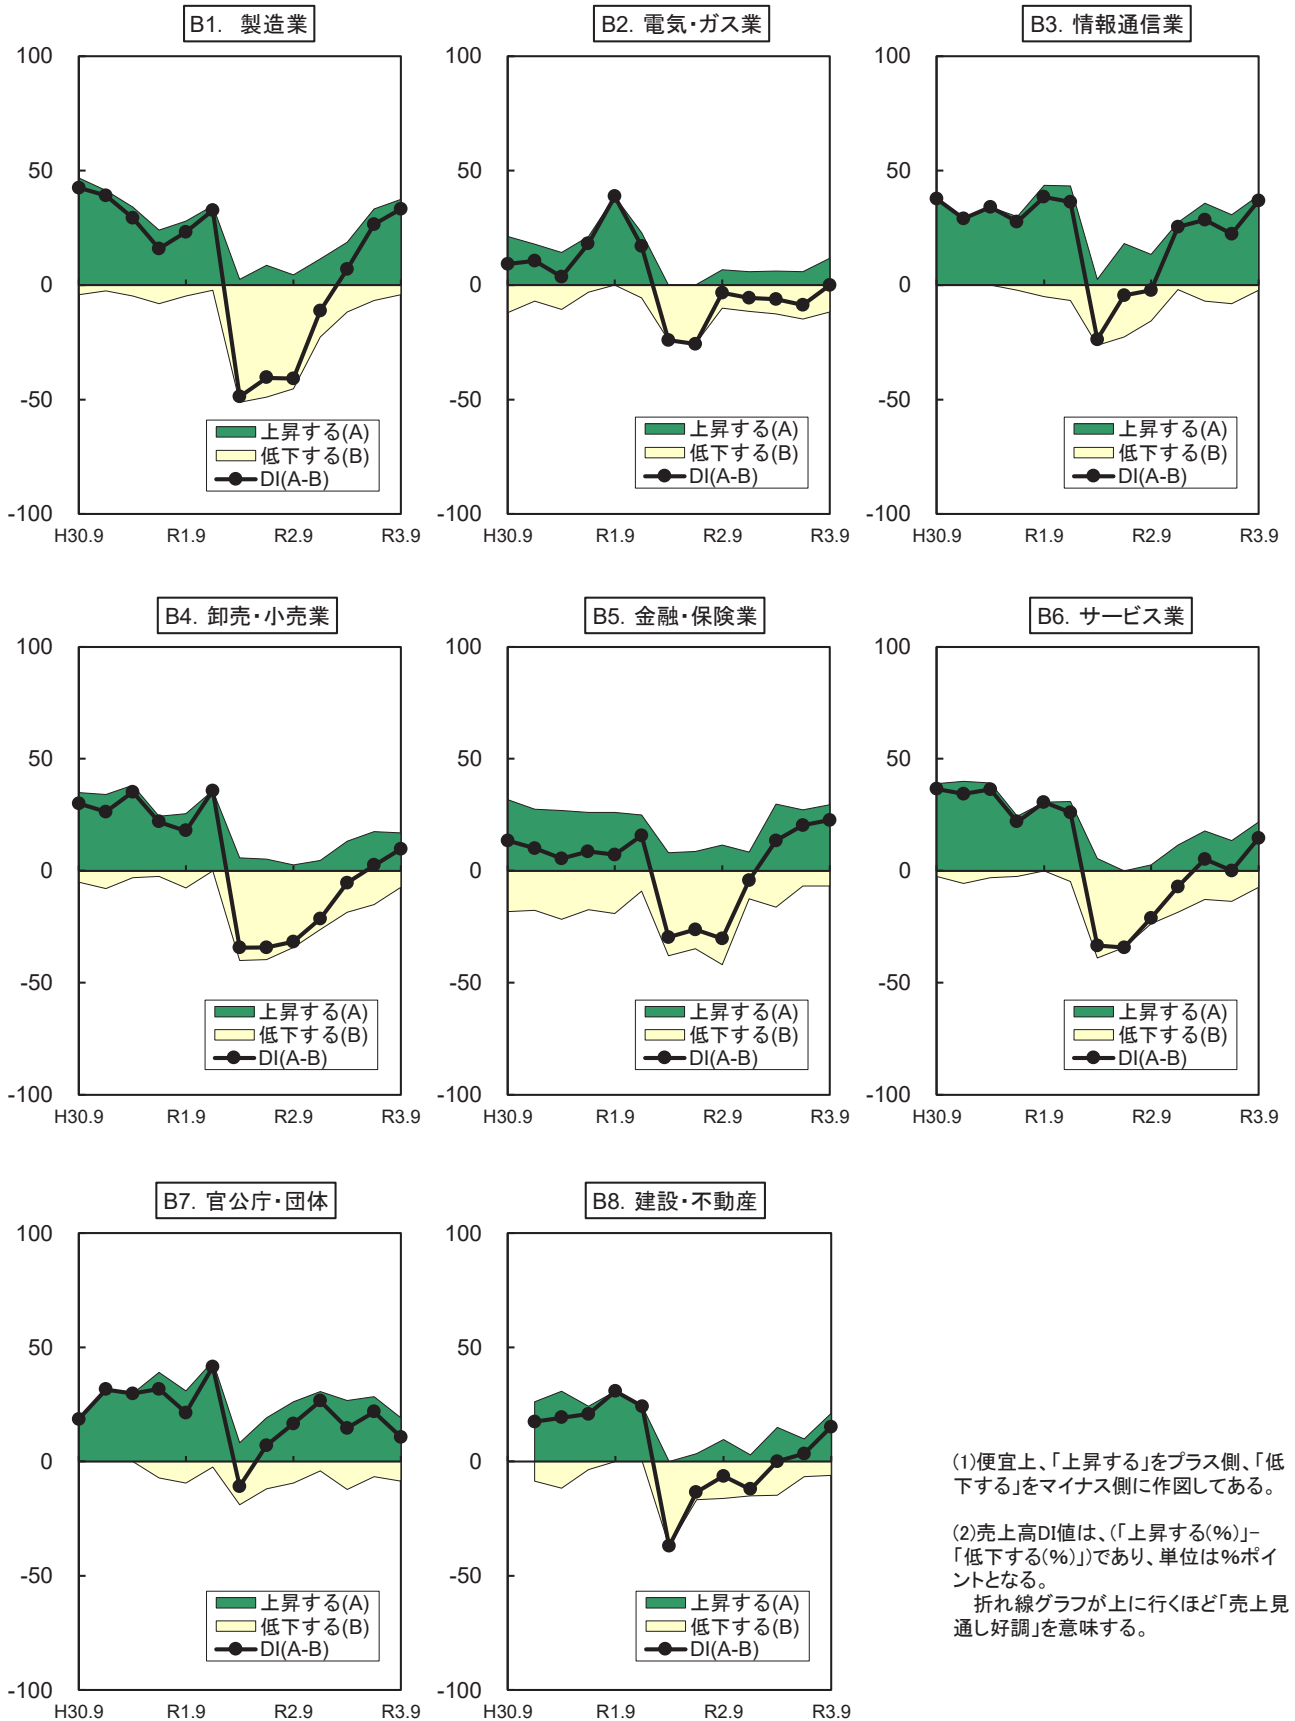 B1. 製造業
100
50
0
-50
-100
上昇する(A)
低下する(B)
DI(A-B)
H30.9 R1.9 R2.9 R3.9
B2. 電気・ガス業
100
50
0
-50
-100
上昇する(A)
低下する(B)
DI(A-B)
H30.9 R1.9 R2.9 R3.9
B3. 情報通信業
100
50
0
-50
-100
上昇する(A)
低下する(B)
DI(A-B)
H30.9 R1.9 R2.9 R3.9
B4. 卸売・小売業
100
50
0
-50
-100
上昇する(A)
低下する(B)
DI(A-B)
H30.9 R1.9 R2.9 R3.9
B5. 金融・保険業
100
50
0
-50
-100
上昇する(A)
低下する(B)
DI(A-B)
H30.9 R1.9 R2.9 R3.9
B6. サービス業
100
50
0
-50
-100
上昇する(A)
低下する(B)
DI(A-B)
H30.9 R1.9 R2.9 R3.9
B7. 官公庁・団体
100
50
0
-50
-100
上昇する(A)
低下する(B)
DI(A-B)
H30.9 R1.9 R2.9 R3.9
B8. 建設・不動産
100
50
0
-50
-100
上昇する(A)
低下する(B)
DI(A-B)
H30.9 R1.9 R2.9 R3.9
(1)便宜上、「上昇する」をプラス側、「低
下する」をマイナス側に作図してある。
(2)売上高DI値は、(「上昇する(%)」−
「低下する(%)」)であり、単位は%ポイ
ントとなる。
折れ線グラフが上に行くほど「売上見
通し好調」を意味する。